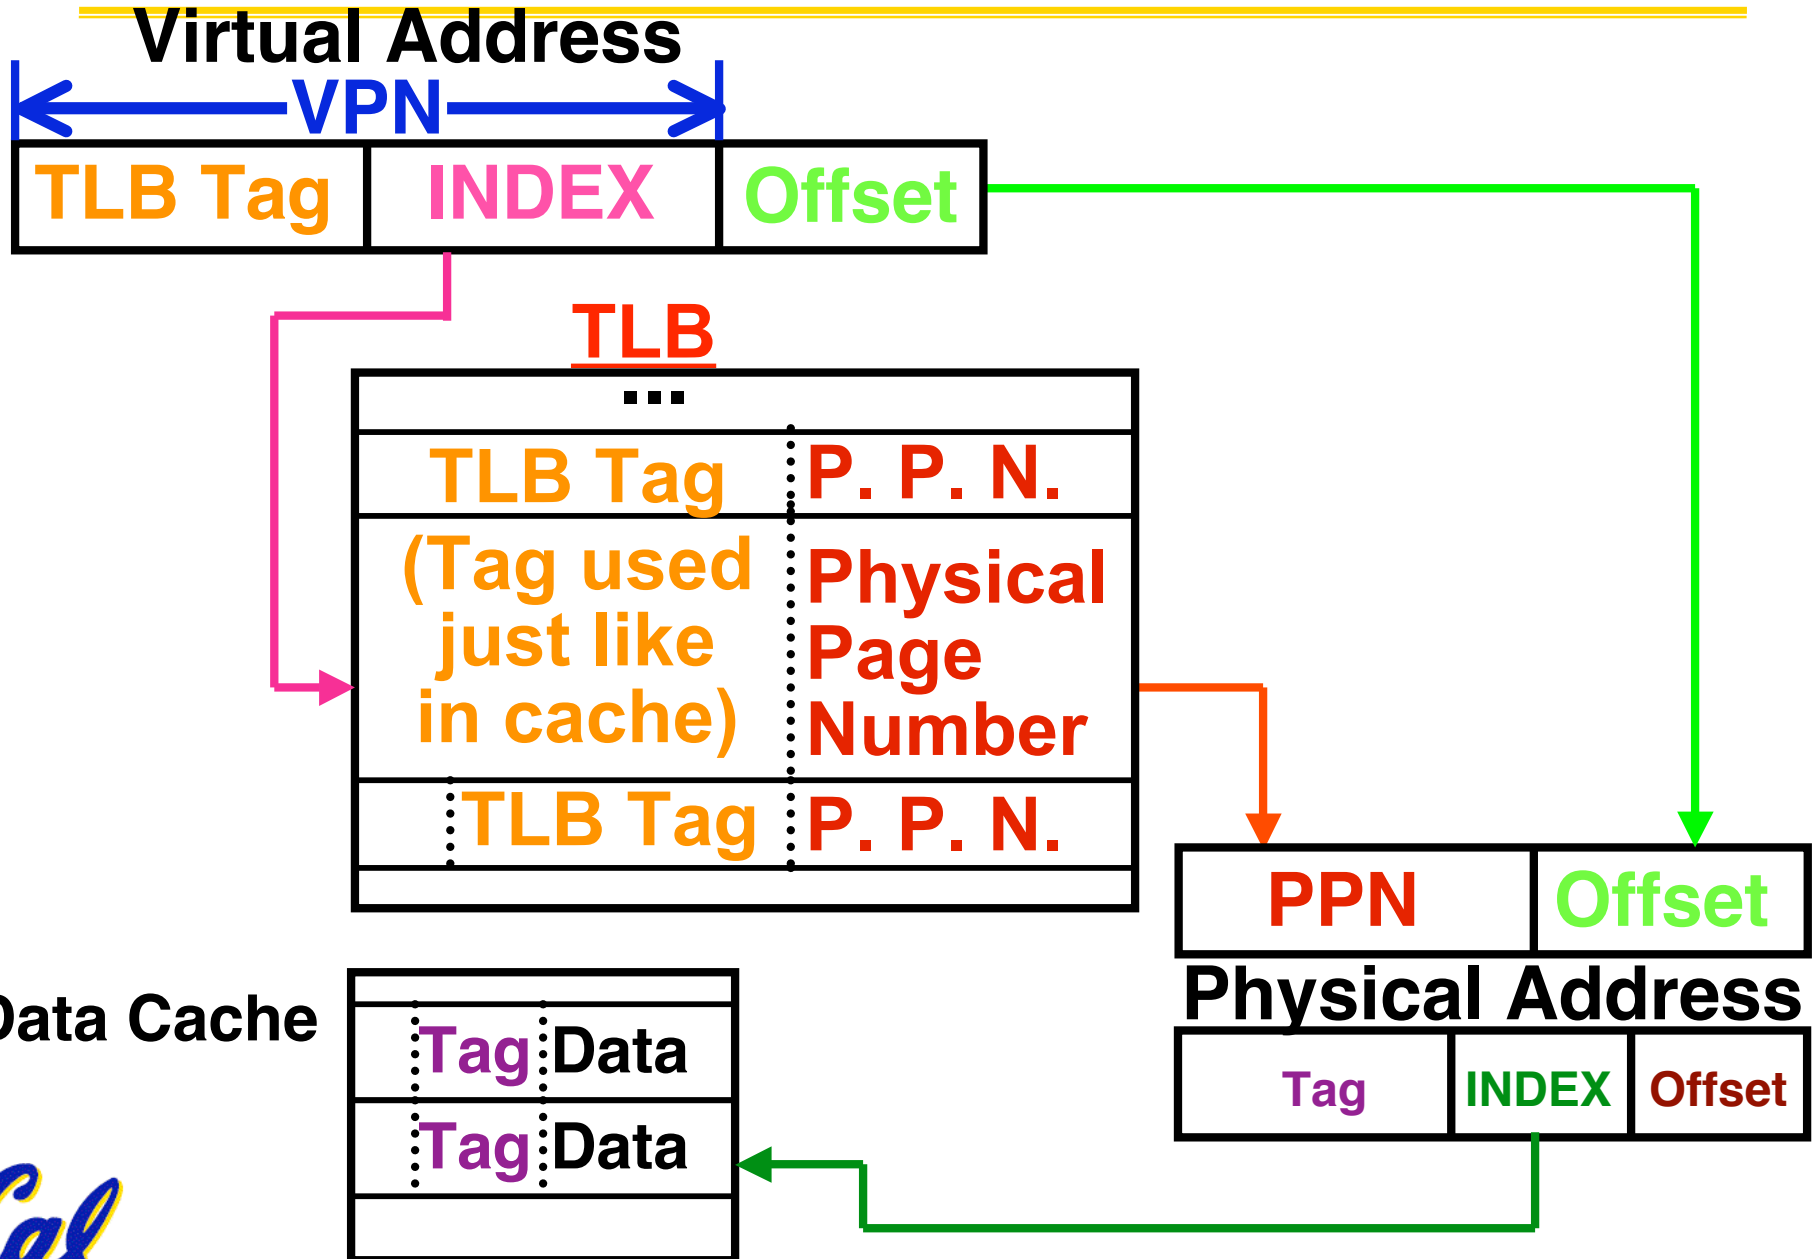 Virtual Address
VPN
TLB Tag INDEX Offset
TLB
...
TLB Tag P. P. N.
(Tag used
just like
in cache)
Physical
Page
Number
TLB Tag P. P. N.
PPN Offset
Physical Address
Tag INDEX Offset
Data Cache
Tag Data
Tag Data
Cal